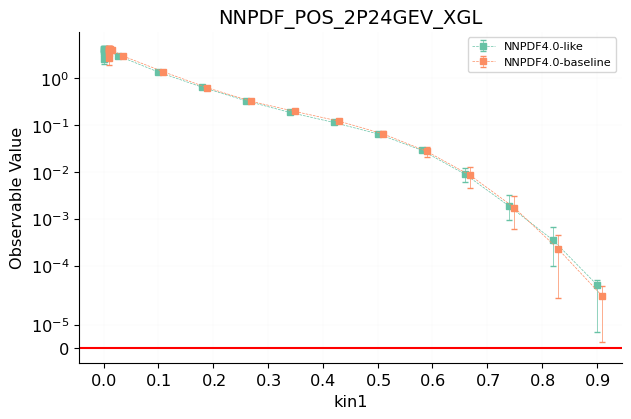 NNPDF_POS_2P24GEV_XGL
NNPDF4.0-like
NNPDF4.0-baseline
Observable Value
10^0
10^-1
10^-2
10^-3
10^-4
10^-5
0
0.0 0.1 0.2 0.3 0.4 0.5 0.6 0.7 0.8 0.9
kin1